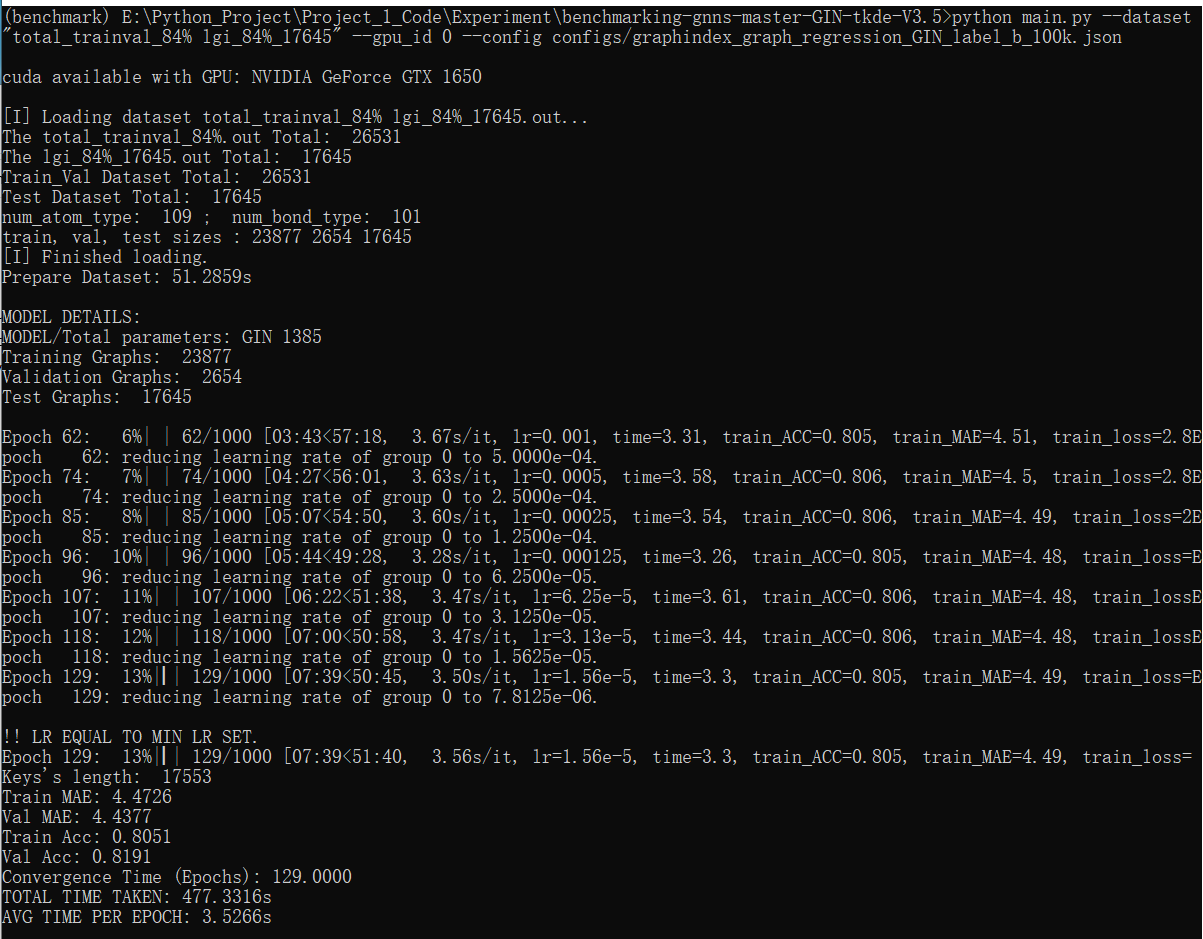 (benchmark) E:\Python_Project\Project_1_Code\Experiment\benchmarking-gnns-master-GIN-tkde-V3.5>python main.py --dataset
"total_trainval_84% lgi_84%_17645" --gpu_id 0 --config configs/graphindex_graph_regression_GIN_label_b_100k.json
cuda available with GPU: NVIDIA GeForce GTX 1650
[I] Loading dataset total_trainval_84% lgi_84%_17645.out...
The total_trainval_84%.out Total:  26531
The lgi_84%_17645.out Total:  17645
Train_Val Dataset Total:  26531
Test Dataset Total:  17645
num_atom_type:  109 ;  num_bond_type:  101
train, val, test sizes : 23877 2654 17645
[I] Finished loading.
Prepare Dataset: 51.2859s
MODEL DETAILS:
MODEL/Total parameters: GIN 1385
Training Graphs:  23877
Validation Graphs:  2654
Test Graphs:  17645
Epoch 62:   6%| | 62/1000 [03:43<57:18,  3.67s/it, lr=0.001, time=3.31, train_ACC=0.805, train_MAE=4.51, train_loss=2.8E
poch    62: reducing learning rate of group 0 to 5.0000e-04.
Epoch 74:   7%| | 74/1000 [04:27<56:01,  3.63s/it, lr=0.0005, time=3.58, train_ACC=0.806, train_MAE=4.5, train_loss=2.8E
poch    74: reducing learning rate of group 0 to 2.5000e-04.
Epoch 85:   8%| | 85/1000 [05:07<54:50,  3.60s/it, lr=0.00025, time=3.54, train_ACC=0.806, train_MAE=4.49, train_loss=2E
poch    85: reducing learning rate of group 0 to 1.2500e-04.
Epoch 96:  10%| | 96/1000 [05:44<49:28,  3.28s/it, lr=0.000125, time=3.26, train_ACC=0.805, train_MAE=4.48, train_loss=E
poch    96: reducing learning rate of group 0 to 6.2500e-05.
Epoch 107:  11%| | 107/1000 [06:22<51:38,  3.47s/it, lr=6.25e-5, time=3.61, train_ACC=0.806, train_MAE=4.48, train_lossE
poch   107: reducing learning rate of group 0 to 3.1250e-05.
Epoch 118:  12%| | 118/1000 [07:00<50:58,  3.47s/it, lr=3.13e-5, time=3.44, train_ACC=0.806, train_MAE=4.48, train_lossE
poch   118: reducing learning rate of group 0 to 1.5625e-05.
Epoch 129:  13%|▏| 129/1000 [07:39<50:45,  3.50s/it, lr=1.56e-5, time=3.3, train_ACC=0.805, train_MAE=4.49, train_loss=E
poch   129: reducing learning rate of group 0 to 7.8125e-06.
!! LR EQUAL TO MIN LR SET.
Epoch 129:  13%|▏| 129/1000 [07:39<51:40,  3.56s/it, lr=1.56e-5, time=3.3, train_ACC=0.805, train_MAE=4.49, train_loss=
Keys's length:  17553
Train MAE: 4.4726
Val MAE: 4.4377
Train Acc: 0.8051
Val Acc: 0.8191
Convergence Time (Epochs): 129.0000
TOTAL TIME TAKEN: 477.3316s
AVG TIME PER EPOCH: 3.5266s